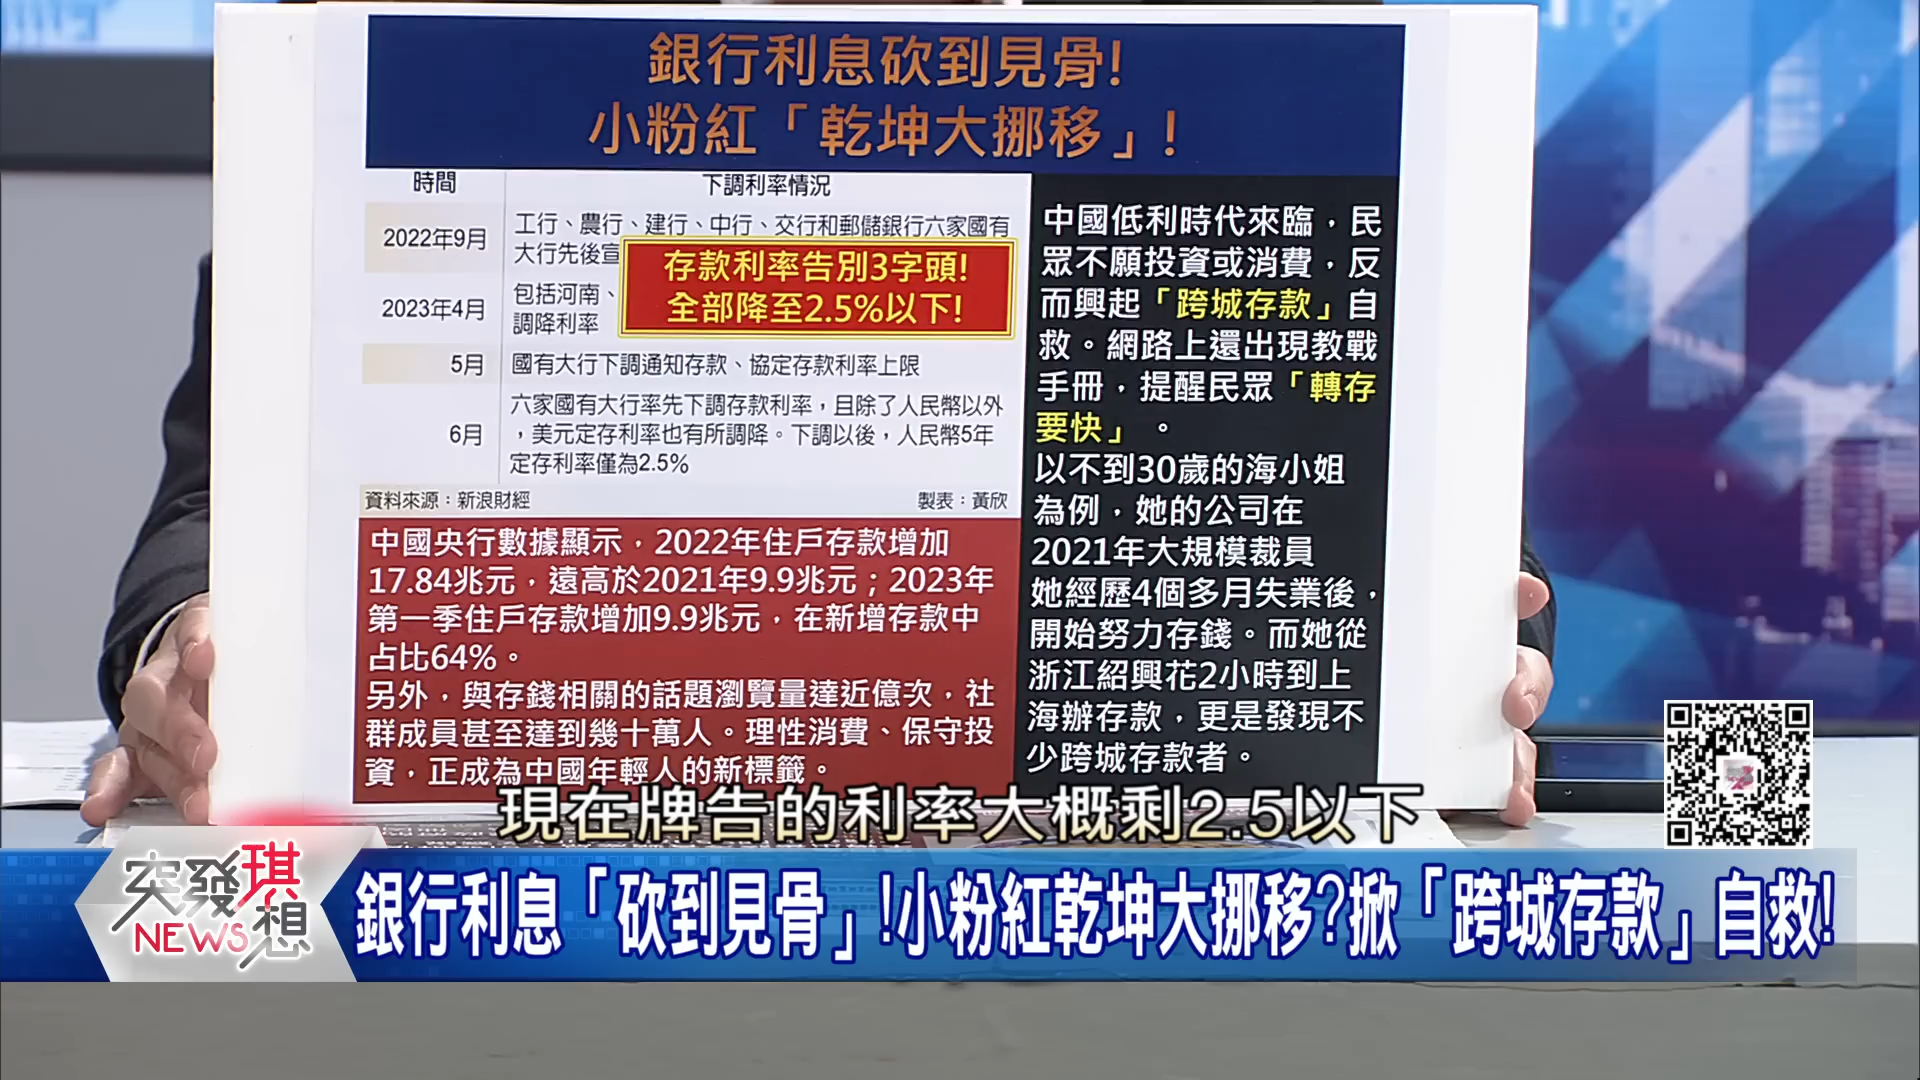 銀行利息砍到見骨!
小粉紅「乾坤大挪移」!
時間 下調利率情況
2022年9月 工行、農行、建行、中行、交行和郵儲銀行六家國有
大行先後宣
2023年4月 包括河南、
調降利率
存款利率告別3字頭!
全部降至2.5%以下!
5月 國有大行下調通知存款、協定存款利率上限
6月 六家國有大行率先下調存款利率，且除了人民幣以外
，美元定存利率也有所調降。下調以後，人民幣5年
定存利率僅為2.5%
資料來源：新浪財經 製表：黃欣
中國央行數據顯示，2022年住戶存款增加
17.84兆元，遠高於2021年9.9兆元；2023年
第一季住戶存款增加9.9兆元，在新增存款中
占比64%。
另外，與存錢相關的話題瀏覽量達近億次，社
群成員甚至達到幾十萬人。理性消費、保守投
資，正成為中國年輕人的新標籤。
中國低利時代來臨，民
眾不願投資或消費，反
而興起「跨城存款」自
救。網路上還出現教戰
手冊，提醒民眾「轉存
要快」。
以不到30歲的海小姐
為例，她的公司在
2021年大規模裁員
她經歷4個多月失業後，
開始努力存錢。而她從
浙江紹興花2小時到上
海辦存款，更是發現不
少跨城存款者。
現在牌告的利率大概剩2.5以下
突發琪想
NEWS
銀行利息「砍到見骨」!小粉紅乾坤大挪移?掀「跨城存款」自救!